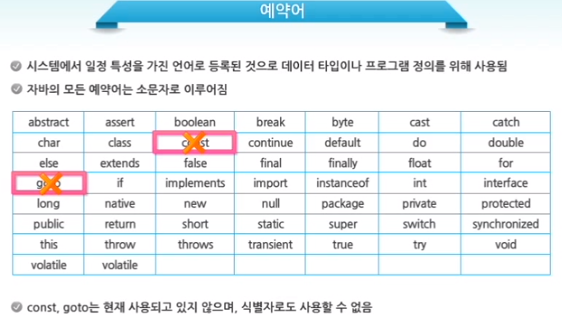 예약어
시스템에서 일정 특성을 가진 언어로 등록된 것으로 데이터 타입이나 프로그램 정의를 위해 사용됨
자바의 모든 예약어는 소문자로 이루어짐
abstract assert boolean break byte cast catch
char class const continue default do double
else extends false final finally float for
goto if implements import instanceof int interface
long native new null package private protected
public return short static super switch synchronized
this throw throws transient true try void
volatile volatile
const, goto는 현재 사용되고 있지 않으며, 식별자로도 사용할 수 없음